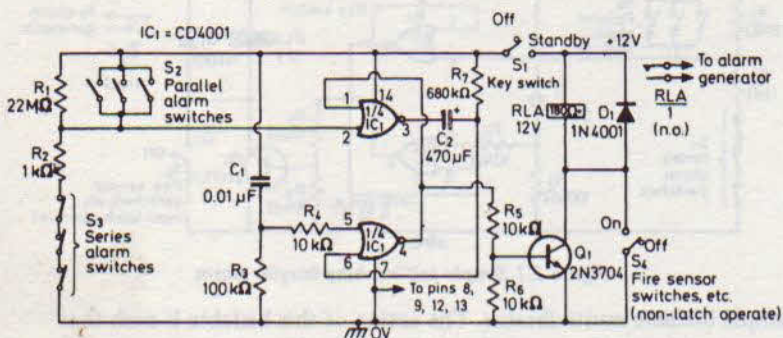 IC1 = CD4001
Off
Standby
+12V
S1
Key switch
To alarm
generator
RLA
1
(n.o.)
R1
22MΩ
S2
Parallel
alarm
switches
R7
680kΩ
RLA
12V
180Ω
D1
1N4001
1
2
14
1/4
IC1
3
C2
470µF
+
R2
1kΩ
C1
0.01µF
S3
Series
alarm
switches
R4
10kΩ
5
6
1/4
IC1
4
7
R5
10kΩ
On
Off
S4
Q1
2N3704
Fire sensor
switches, etc.
(non-latch operate)
R3
100kΩ
To pins 8,
9, 12, 13
R6
10kΩ
0V